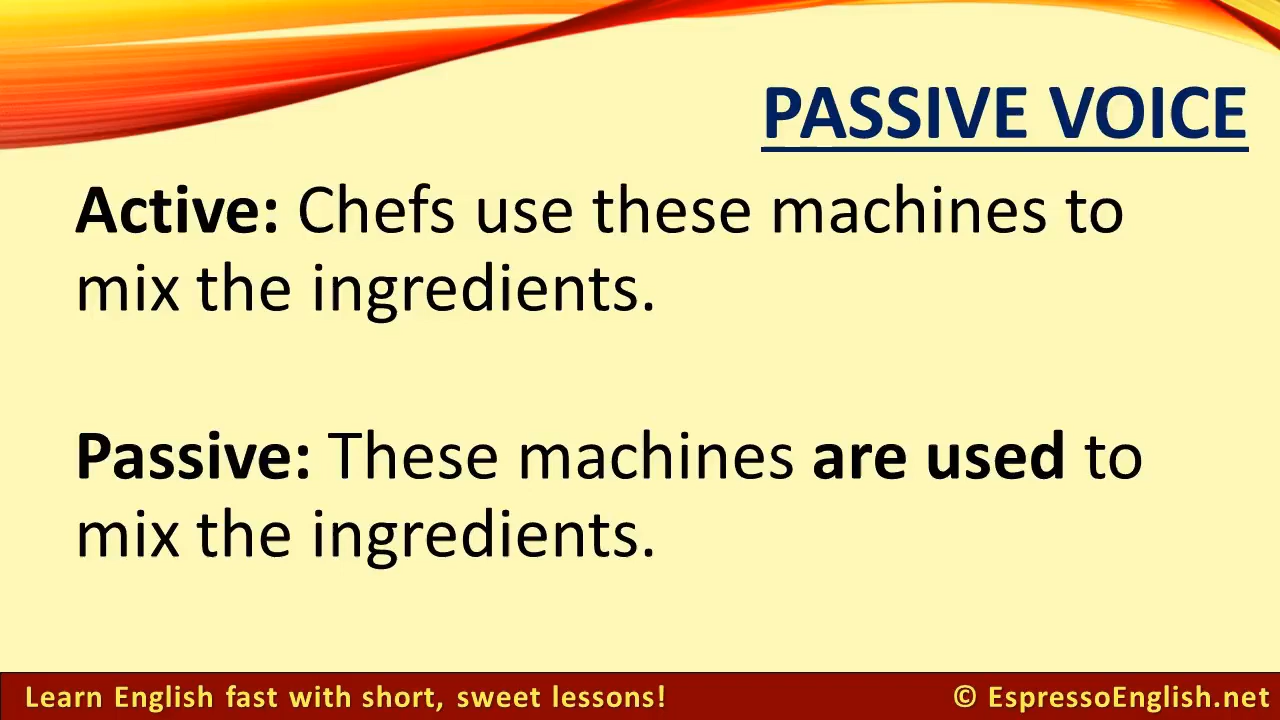 PASSIVE VOICE
Active: Chefs use these machines to
mix the ingredients.
Passive: These machines are used to
mix the ingredients.
Learn English fast with short, sweet lessons!
© EspressoEnglish.net